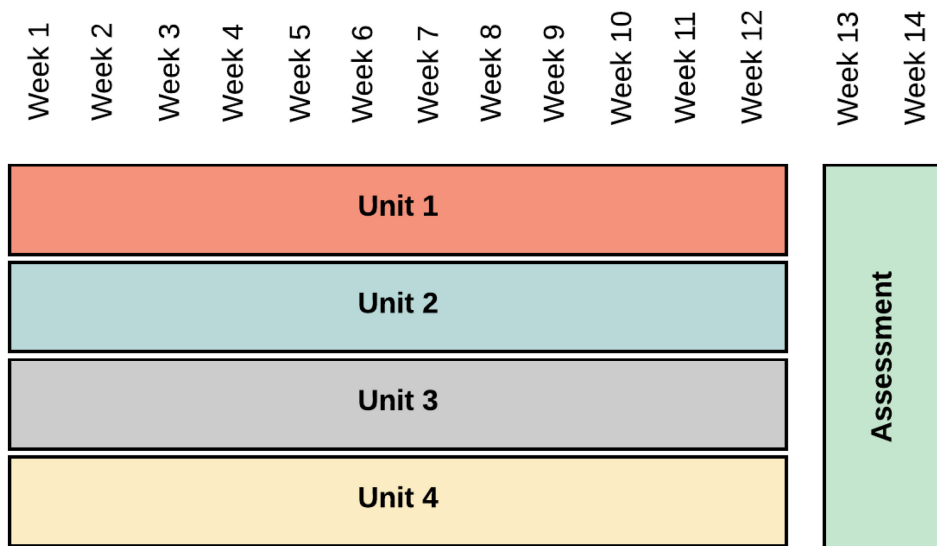 Week 1
Week 2
Week 3
Week 4
Week 5
Week 6
Week 7
Week 8
Week 9
Week 10
Week 11
Week 12
Week 13
Week 14
Unit 1
Unit 2
Unit 3
Unit 4
Assessment